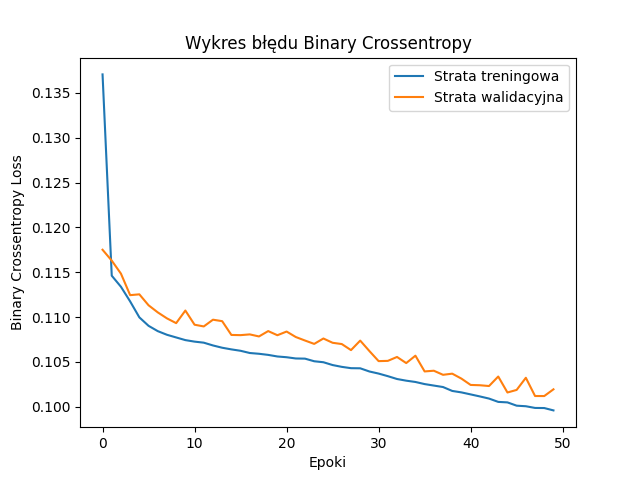 Wykres błędu Binary Crossentropy
Strata treningowa
Strata walidacyjna
Binary Crossentropy Loss
0.135
0.130
0.125
0.120
0.115
0.110
0.105
0.100
0 10 20 30 40 50
Epoki